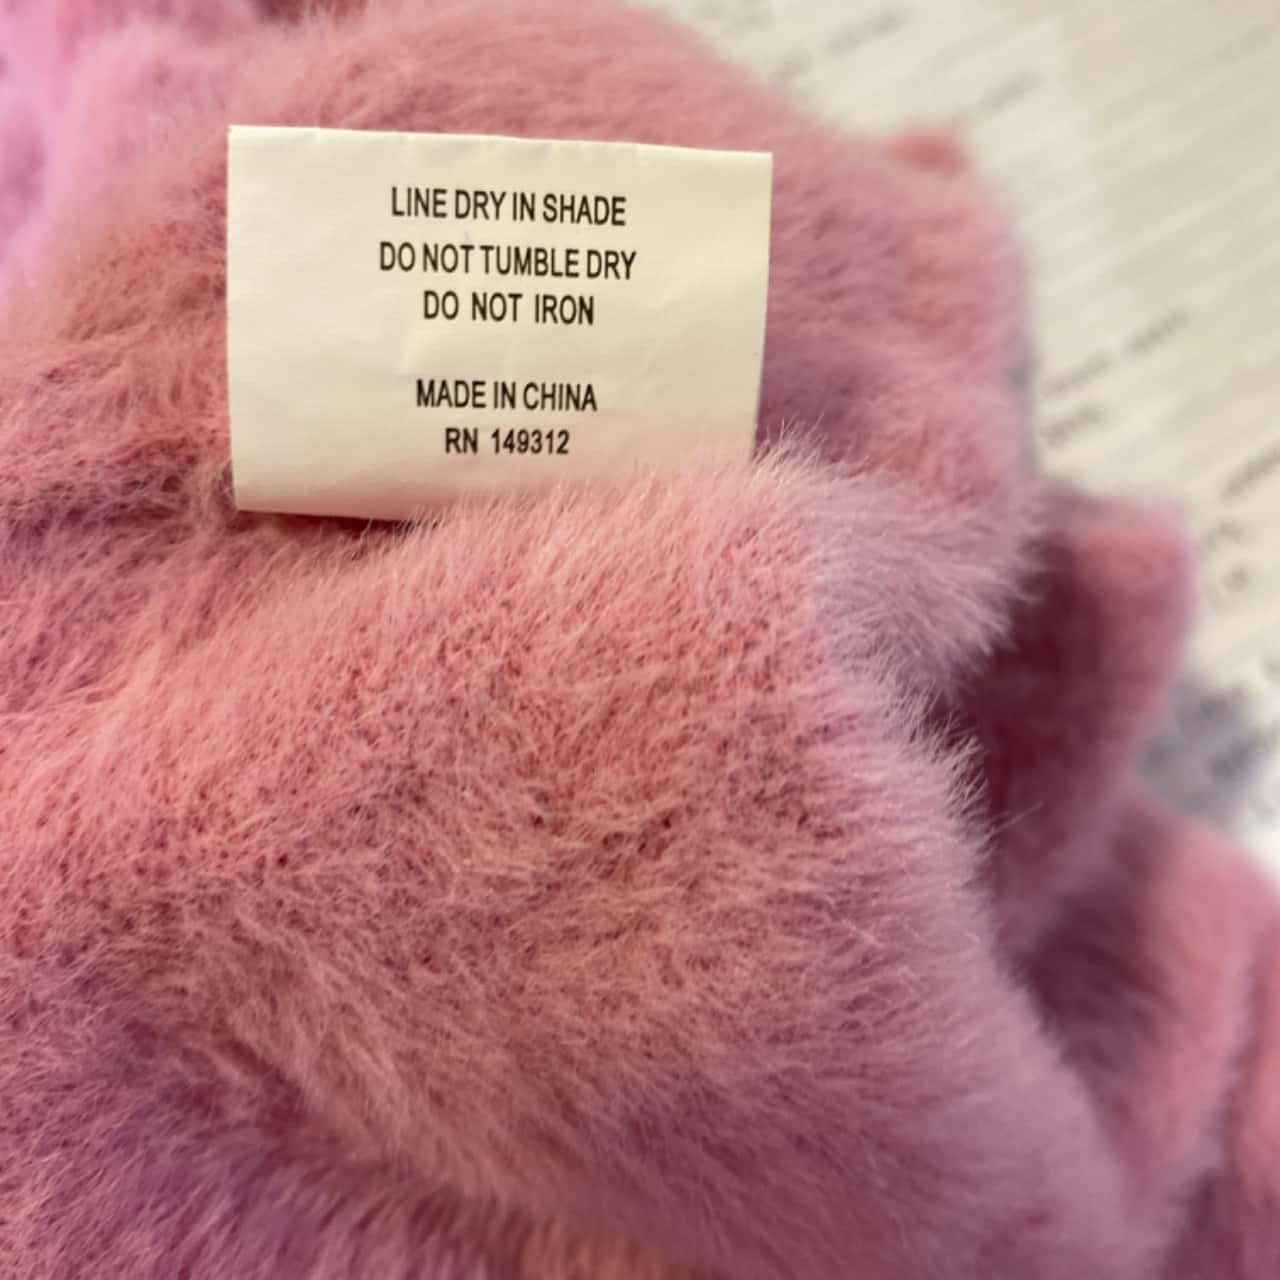 LINE DRY IN SHADE
DO NOT TUMBLE DRY
DO NOT IRON
MADE IN CHINA
RN 149312